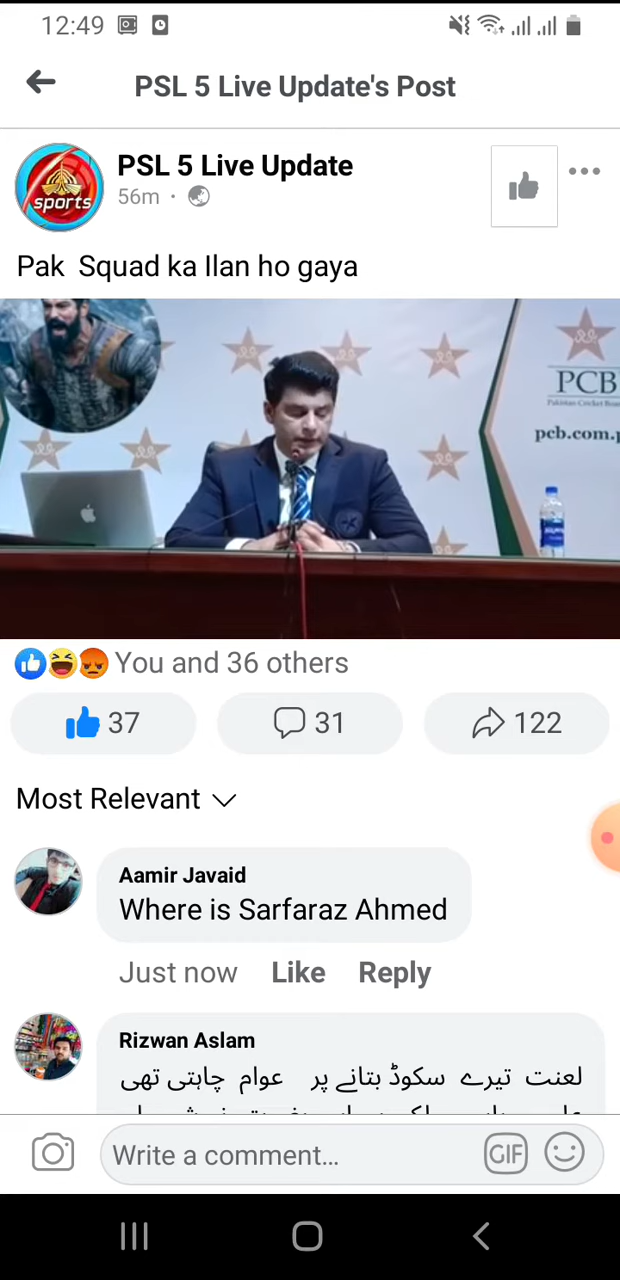 12:49
PSL 5 Live Update's Post
sports
PSL 5 Live Update
56m ·
Pak Squad ka Ilan ho gaya
PCB
Pakistan Cricket
pcb.com.p
You and 36 others
37
31
122
Most Relevant
Aamir Javaid
Where is Sarfaraz Ahmed
Just now Like Reply
Rizwan Aslam
لعنت تیرے سکوڈ بتانے پر عوام چاہتی تھی
Write a comment...
GIF